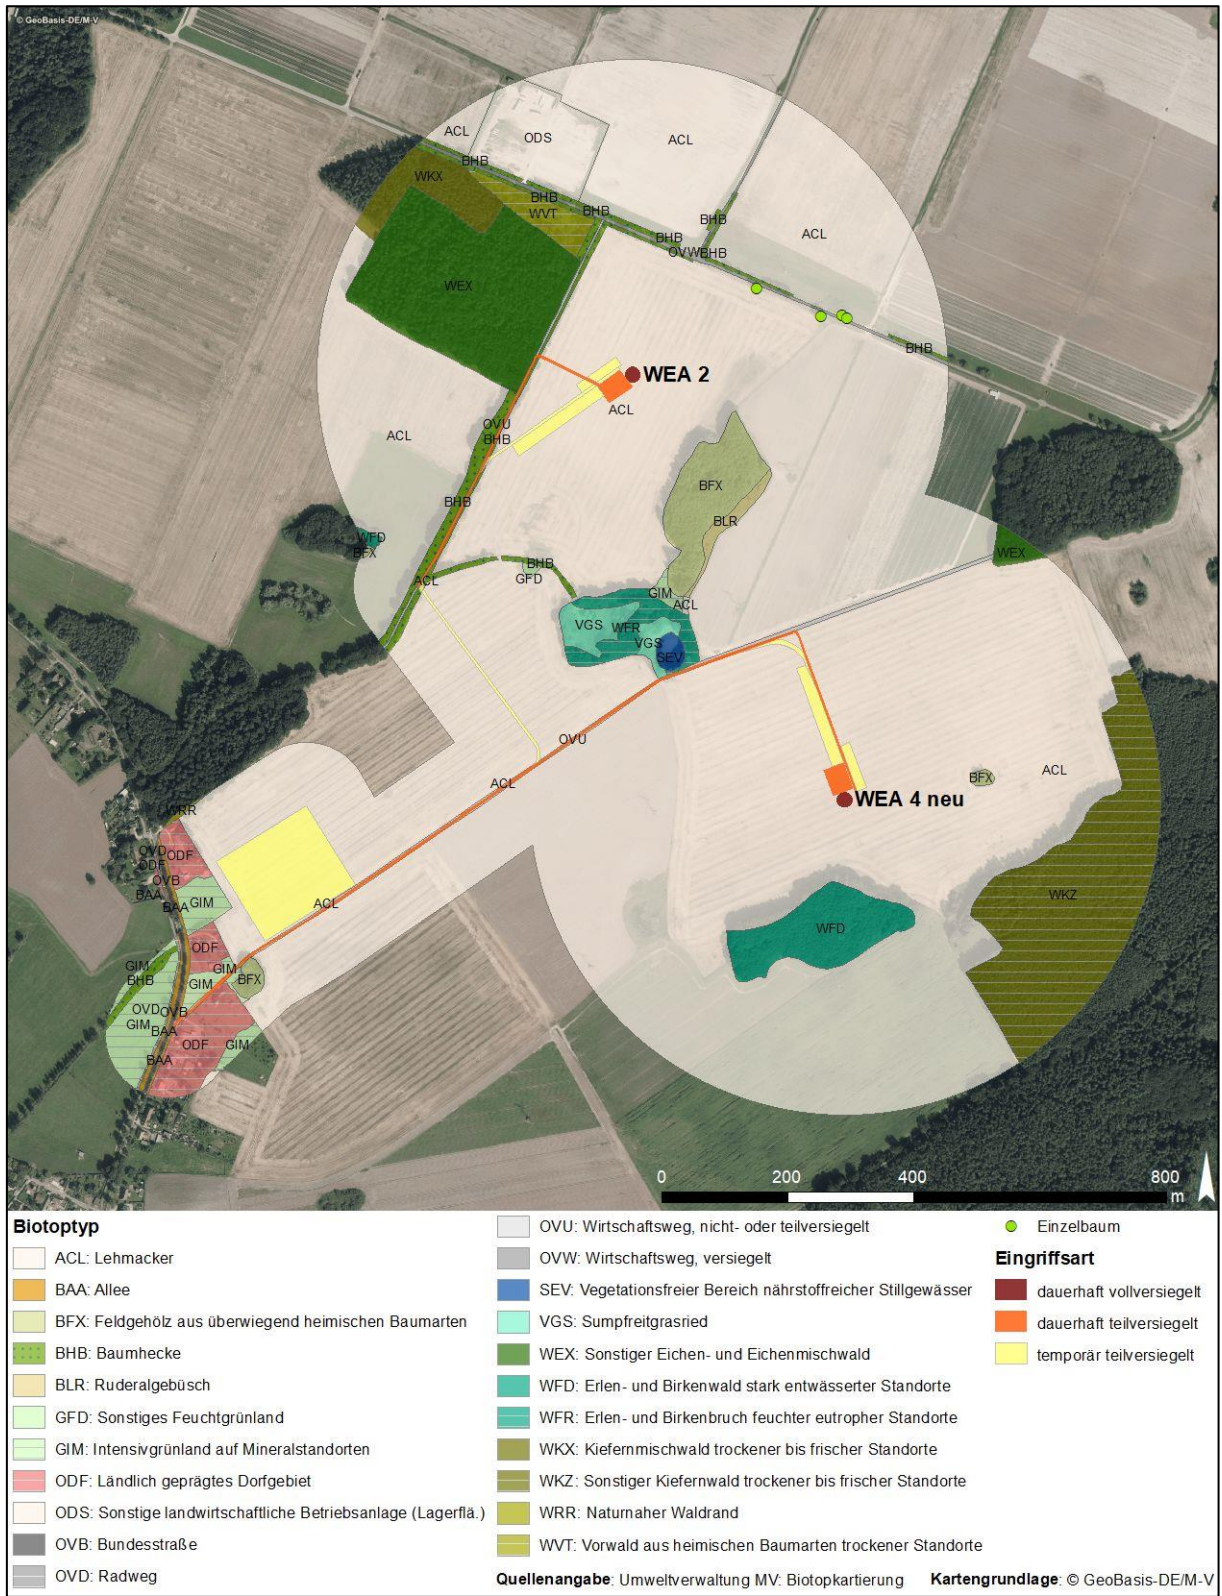 © GeoBasis-DE/M-V
ACL
ODS
ACL
BHB
WKX
BHB
WVT
BHB
BHB
BHB
OVW
BHB
ACL
WEX
BHB
WEA 2
ACL
ACL
OVU
BHB
BFX
BHB
BLR
WFD
BFX
WEX
BHB
GFD
ACL
GIM
ACL
VGS
WFR
VGS
SEV
OVU
ACL
BFX
ACL
WEA 4 neu
WRR
OVD
ODF
ODF
OVB
BAA
BAA
GIM
ACL
WKZ
WFD
ODF
GIM
GIM
BHB
GIM
BFX
OVD
OVB
GIM
BAA
ODF
GIM
BAA
0 200 400 800
m
Biotoptyp
ACL: Lehmacker
BAA: Allee
BFX: Feldgehölz aus überwiegend heimischen Baumarten
BHB: Baumhecke
BLR: Ruderalgebüsch
GFD: Sonstiges Feuchtgrünland
GIM: Intensivgrünland auf Mineralstandorten
ODF: Ländlich geprägtes Dorfgebiet
ODS: Sonstige landwirtschaftliche Betriebsanlage (Lagerflä.)
OVB: Bundesstraße
OVD: Radweg
OVU: Wirtschaftsweg, nicht- oder teilversiegelt
OVW: Wirtschaftsweg, versiegelt
SEV: Vegetationsfreier Bereich nährstoffreicher Stillgewässer
VGS: Sumpfreitgrasried
WEX: Sonstiger Eichen- und Eichenmischwald
WFD: Erlen- und Birkenwald stark entwässerter Standorte
WFR: Erlen- und Birkenbruch feuchter eutropher Standorte
WKX: Kiefernmischwald trockener bis frischer Standorte
WKZ: Sonstiger Kiefernwald trockener bis frischer Standorte
WRR: Naturnaher Waldrand
WVT: Vorwald aus heimischen Baumarten trockener Standorte
Einzelbaum
Eingriffsart
dauerhaft vollversiegelt
dauerhaft teilversiegelt
temporär teilversiegelt
Quellenangabe: Umweltverwaltung MV: Biotopkartierung Kartengrundlage: © GeoBasis-DE/M-V